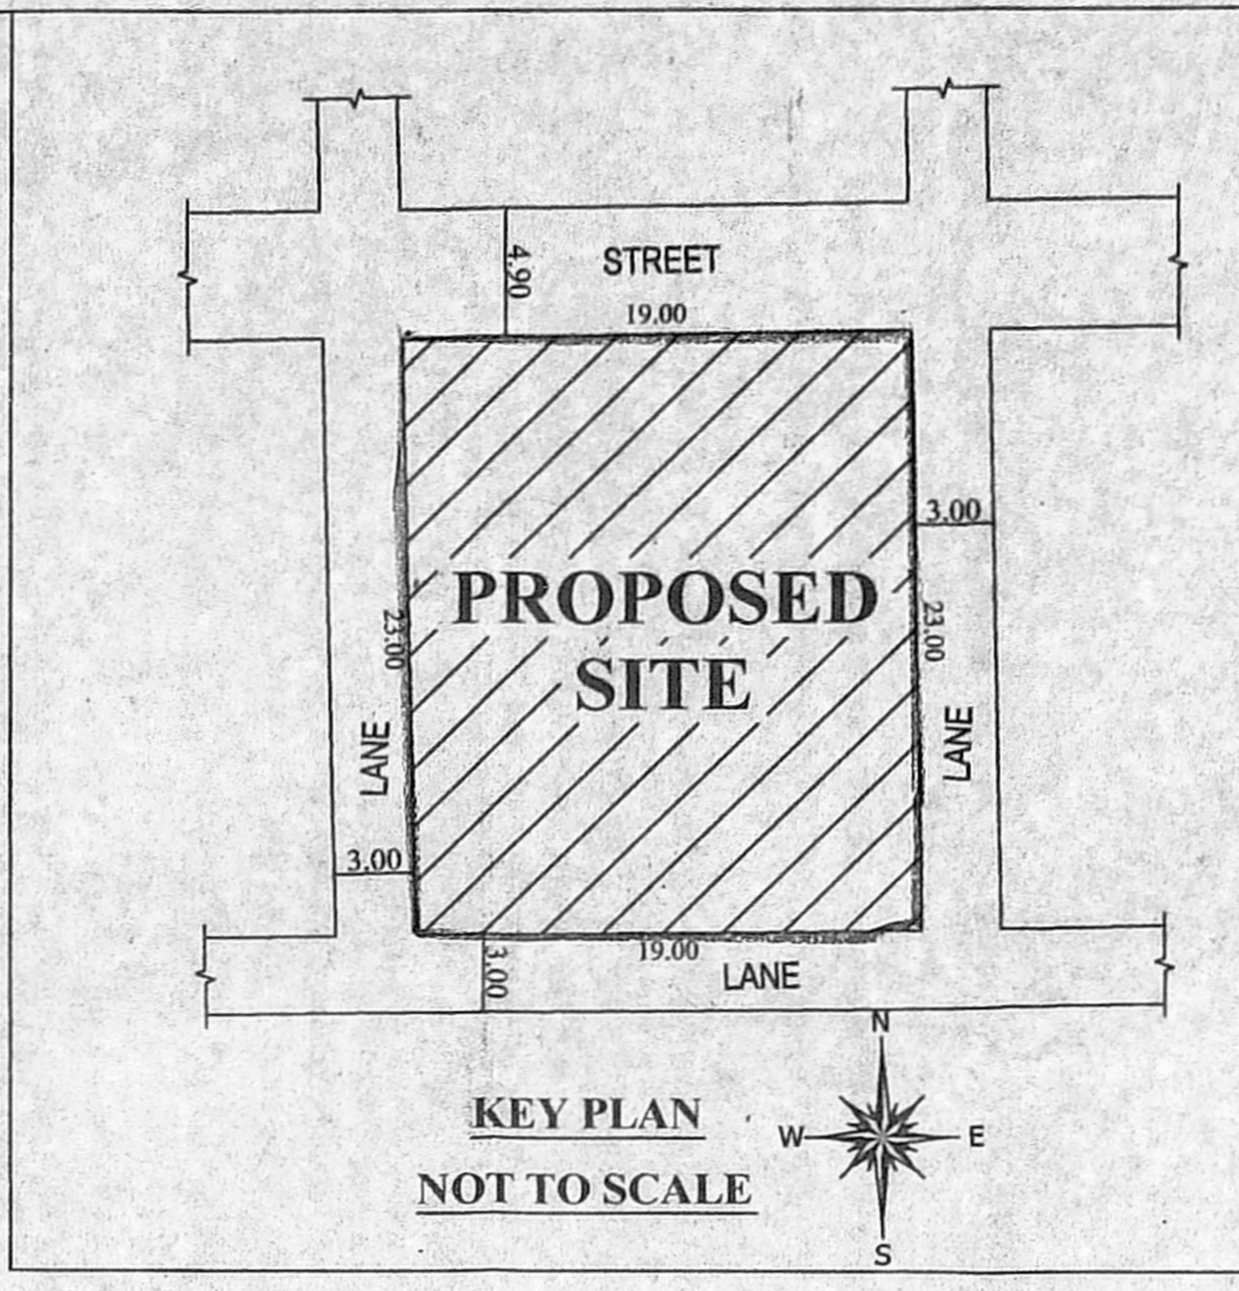 4.90
STREET
19.00
3.00
PROPOSED
23.00
23.00
SITE
LANE
LANE
3.00
19.00
3.00
LANE
N
KEY PLAN
W
E
NOT TO SCALE
S